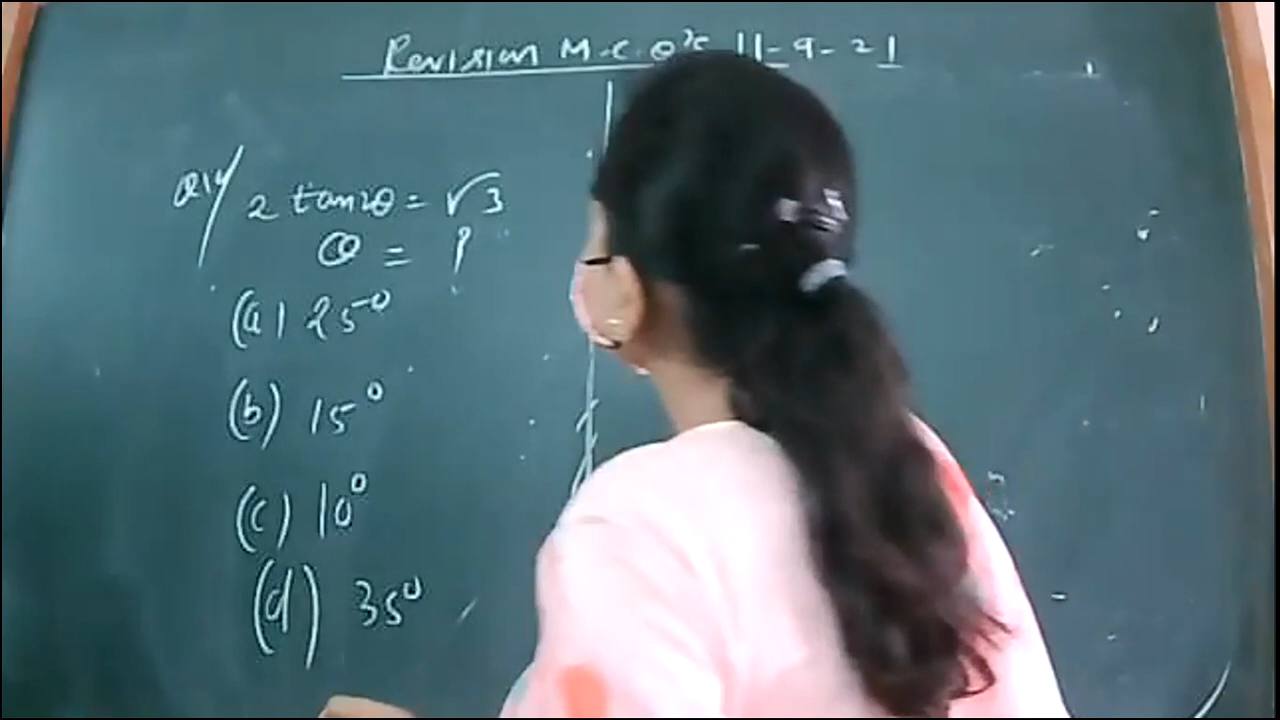 Revision M.C.Q's 11-9-21
Q14/ 2 tan2θ = √3
θ = ?
(a) 25°
(b) 15°
(c) 10°
(d) 35°